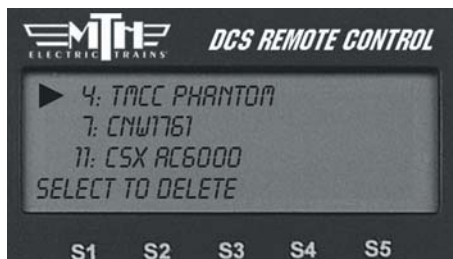 MTH DCS REMOTE CONTROL
ELECTRIC TRAINS
4: TMCC PHANTOM
7: CNW1761
11: CSX AC6000
SELECT TO DELETE
S1 S2 S3 S4 S5